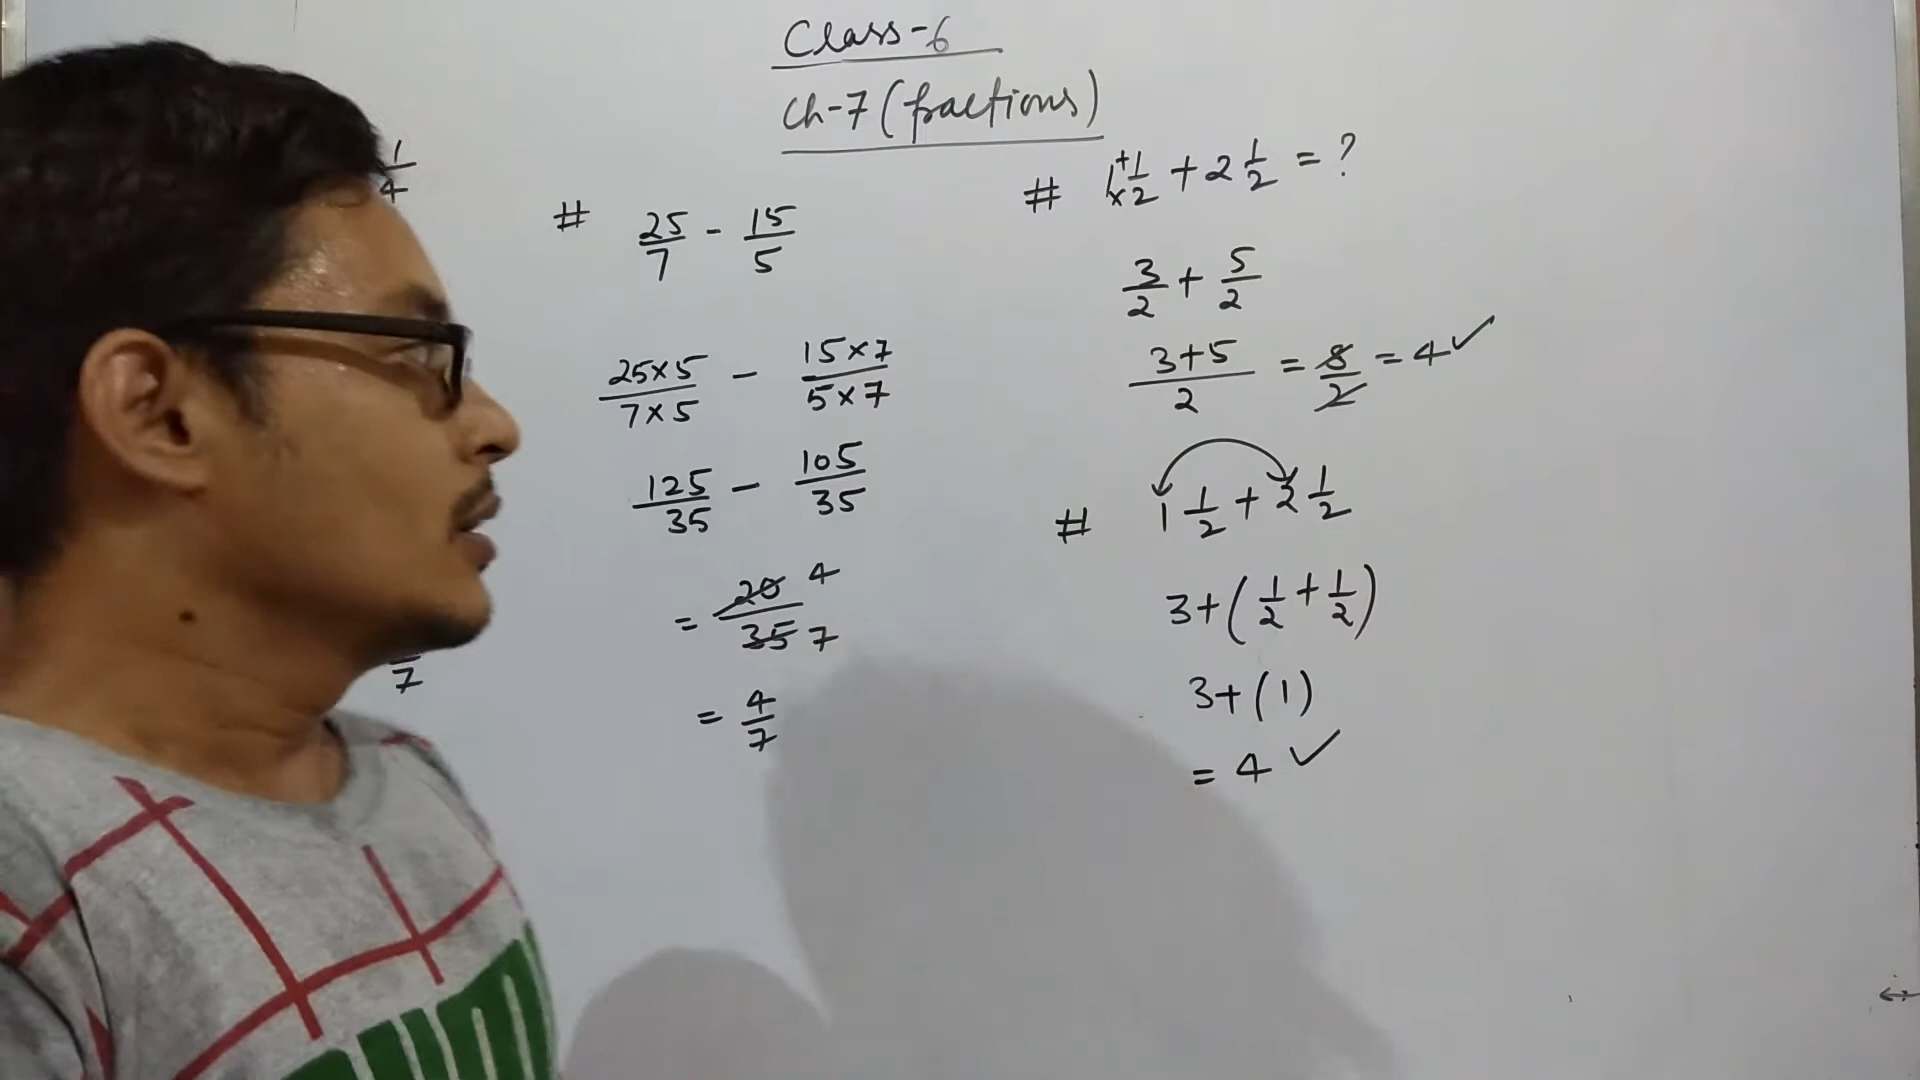 Class-6
Ch-7 (fractions)
1/4
7
# 25/7 - 15/5
25×5/7×5 - 15×7/5×7
125/35 - 105/35
= 20/35 4/7
= 4/7
# 1 +1/×2 + 2 1/2 = ?
3/2 + 5/2
3+5/2 = 8/2 = 4 ✓
# 1 1/2 + 2 1/2
3+(1/2 + 1/2)
3+(1)
= 4 ✓